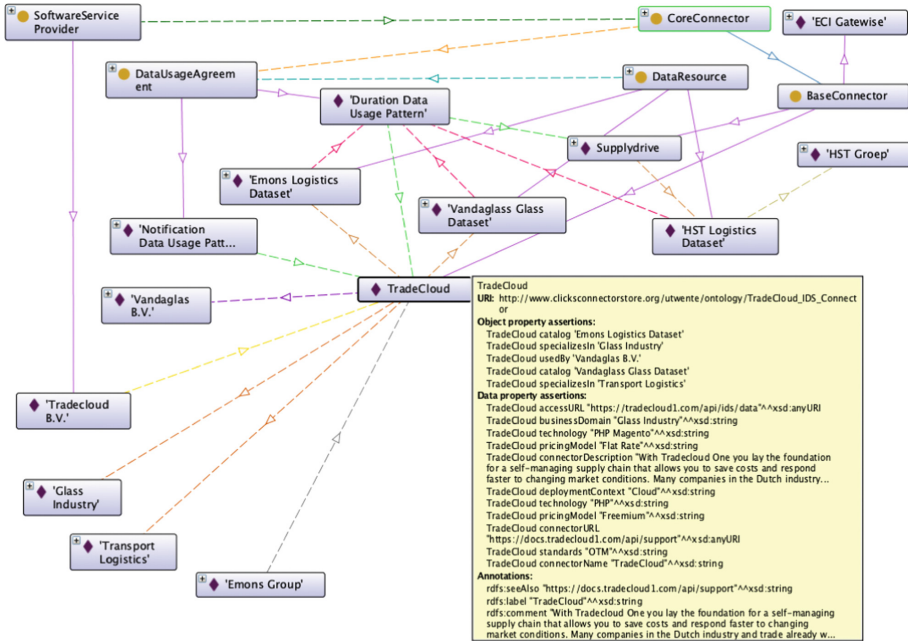 SoftwareService
Provider
CoreConnector
'ECI Gatewise'
DataUsageAgreem
ent
DataResource
BaseConnector
'Duration Data
Usage Pattern'
Supplydrive
'HST Groep'
'Emons Logistics
Dataset'
'Vandaglass Glass
Dataset'
'HST Logistics
Dataset'
'Notification
Data Usage Patt...
TradeCloud
'Vandaglas
B.V.'
'Tradecloud
B.V.'
'Glass
Industry'
'Transport
Logistics'
'Emons Group'
TradeCloud
URI: http://www.clicksconnectorstore.org/utwente/ontology/TradeCloud_IDS_Connect
or
Object property assertions:
TradeCloud catalog 'Emons Logistics Dataset'
TradeCloud specializesIn 'Glass Industry'
TradeCloud usedBy 'Vandaglas B.V.'
TradeCloud catalog 'Vandaglass Glass Dataset'
TradeCloud specializesIn 'Transport Logistics'
Data property assertions:
TradeCloud accessURL "https://tradecloud1.com/api/ids/data"^^xsd:anyURI
TradeCloud businessDomain "Glass Industry"^^xsd:string
TradeCloud technology "PHP Magento"^^xsd:string
TradeCloud pricingModel "Flat Rate"^^xsd:string
TradeCloud connectorDescription "With Tradecloud One you lay the foundation
for a self-managing supply chain that allows you to save costs and respond
faster to changing market conditions. Many companies in the Dutch industry...
TradeCloud deploymentContext "Cloud"^^xsd:string
TradeCloud technology "PHP"^^xsd:string
TradeCloud pricingModel "Freemium"^^xsd:string
TradeCloud connectorURL
"https://docs.tradecloud1.com/api/support"^^xsd:anyURI
TradeCloud standards "OTM"^^xsd:string
TradeCloud connectorName "TradeCloud"^^xsd:string
Annotations:
rdfs:seeAlso "https://docs.tradecloud1.com/api/support"^^xsd:string
rdfs:label "TradeCloud"^^xsd:string
rdfs:comment "With Tradecloud One you lay the foundation for a self-managing
supply chain that allows you to save costs and respond faster to changing
market conditions. Many companies in the Dutch industry and trade already w...